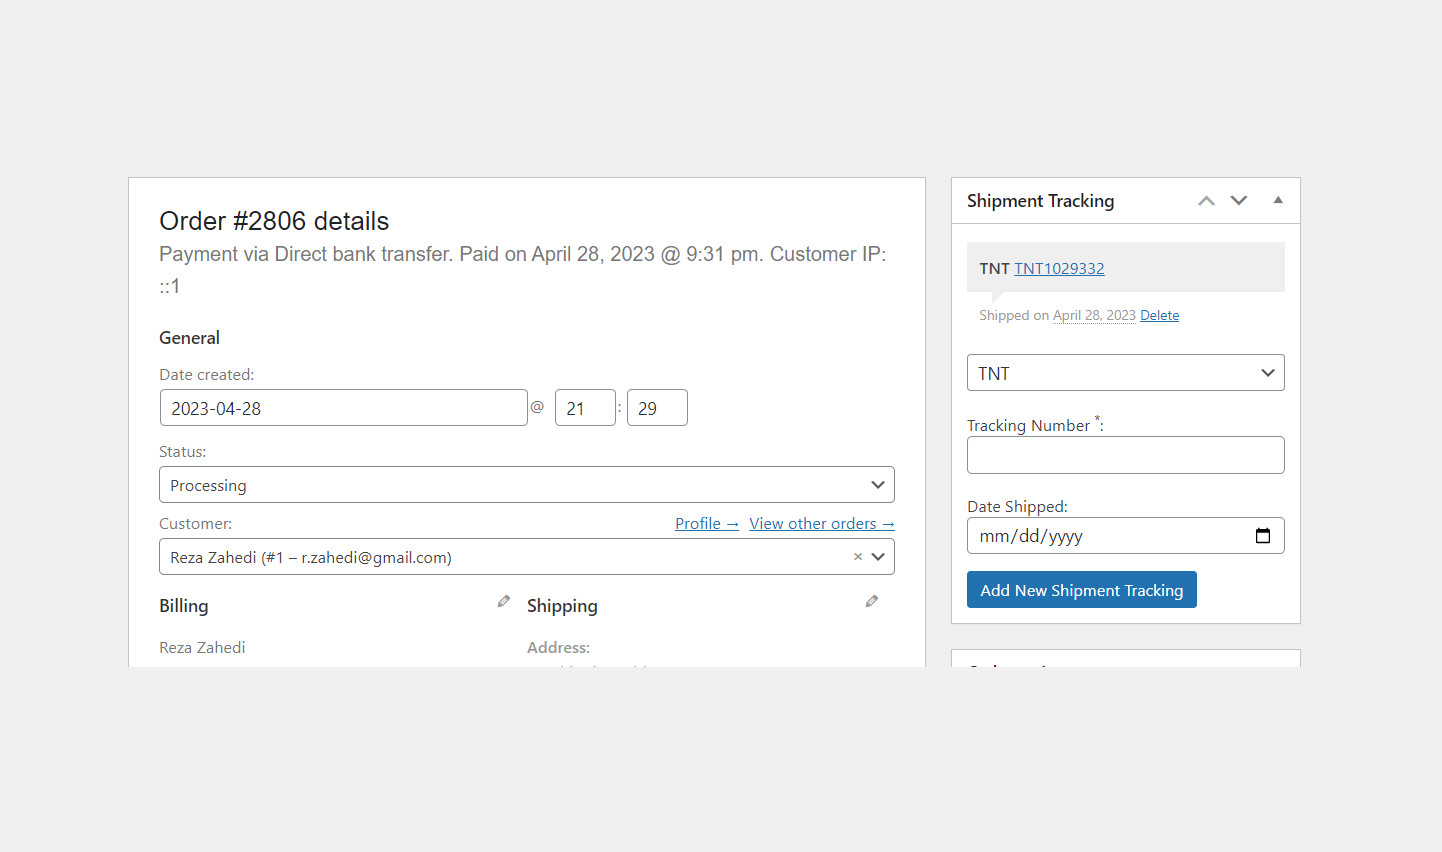 Order #2806 details
Payment via Direct bank transfer. Paid on April 28, 2023 @ 9:31 pm. Customer IP:
::1
General
Date created:
2023-04-28 @ 21 : 29
Status:
Processing
Customer: Profile → View other orders →
Reza Zahedi (#1 – r.zahedi@gmail.com) ×
Billing Shipping
Reza Zahedi Address:
Shipment Tracking
TNT TNT1029332
Shipped on April 28, 2023 Delete
TNT
Tracking Number *:
Date Shipped:
mm/dd/yyyy
Add New Shipment Tracking